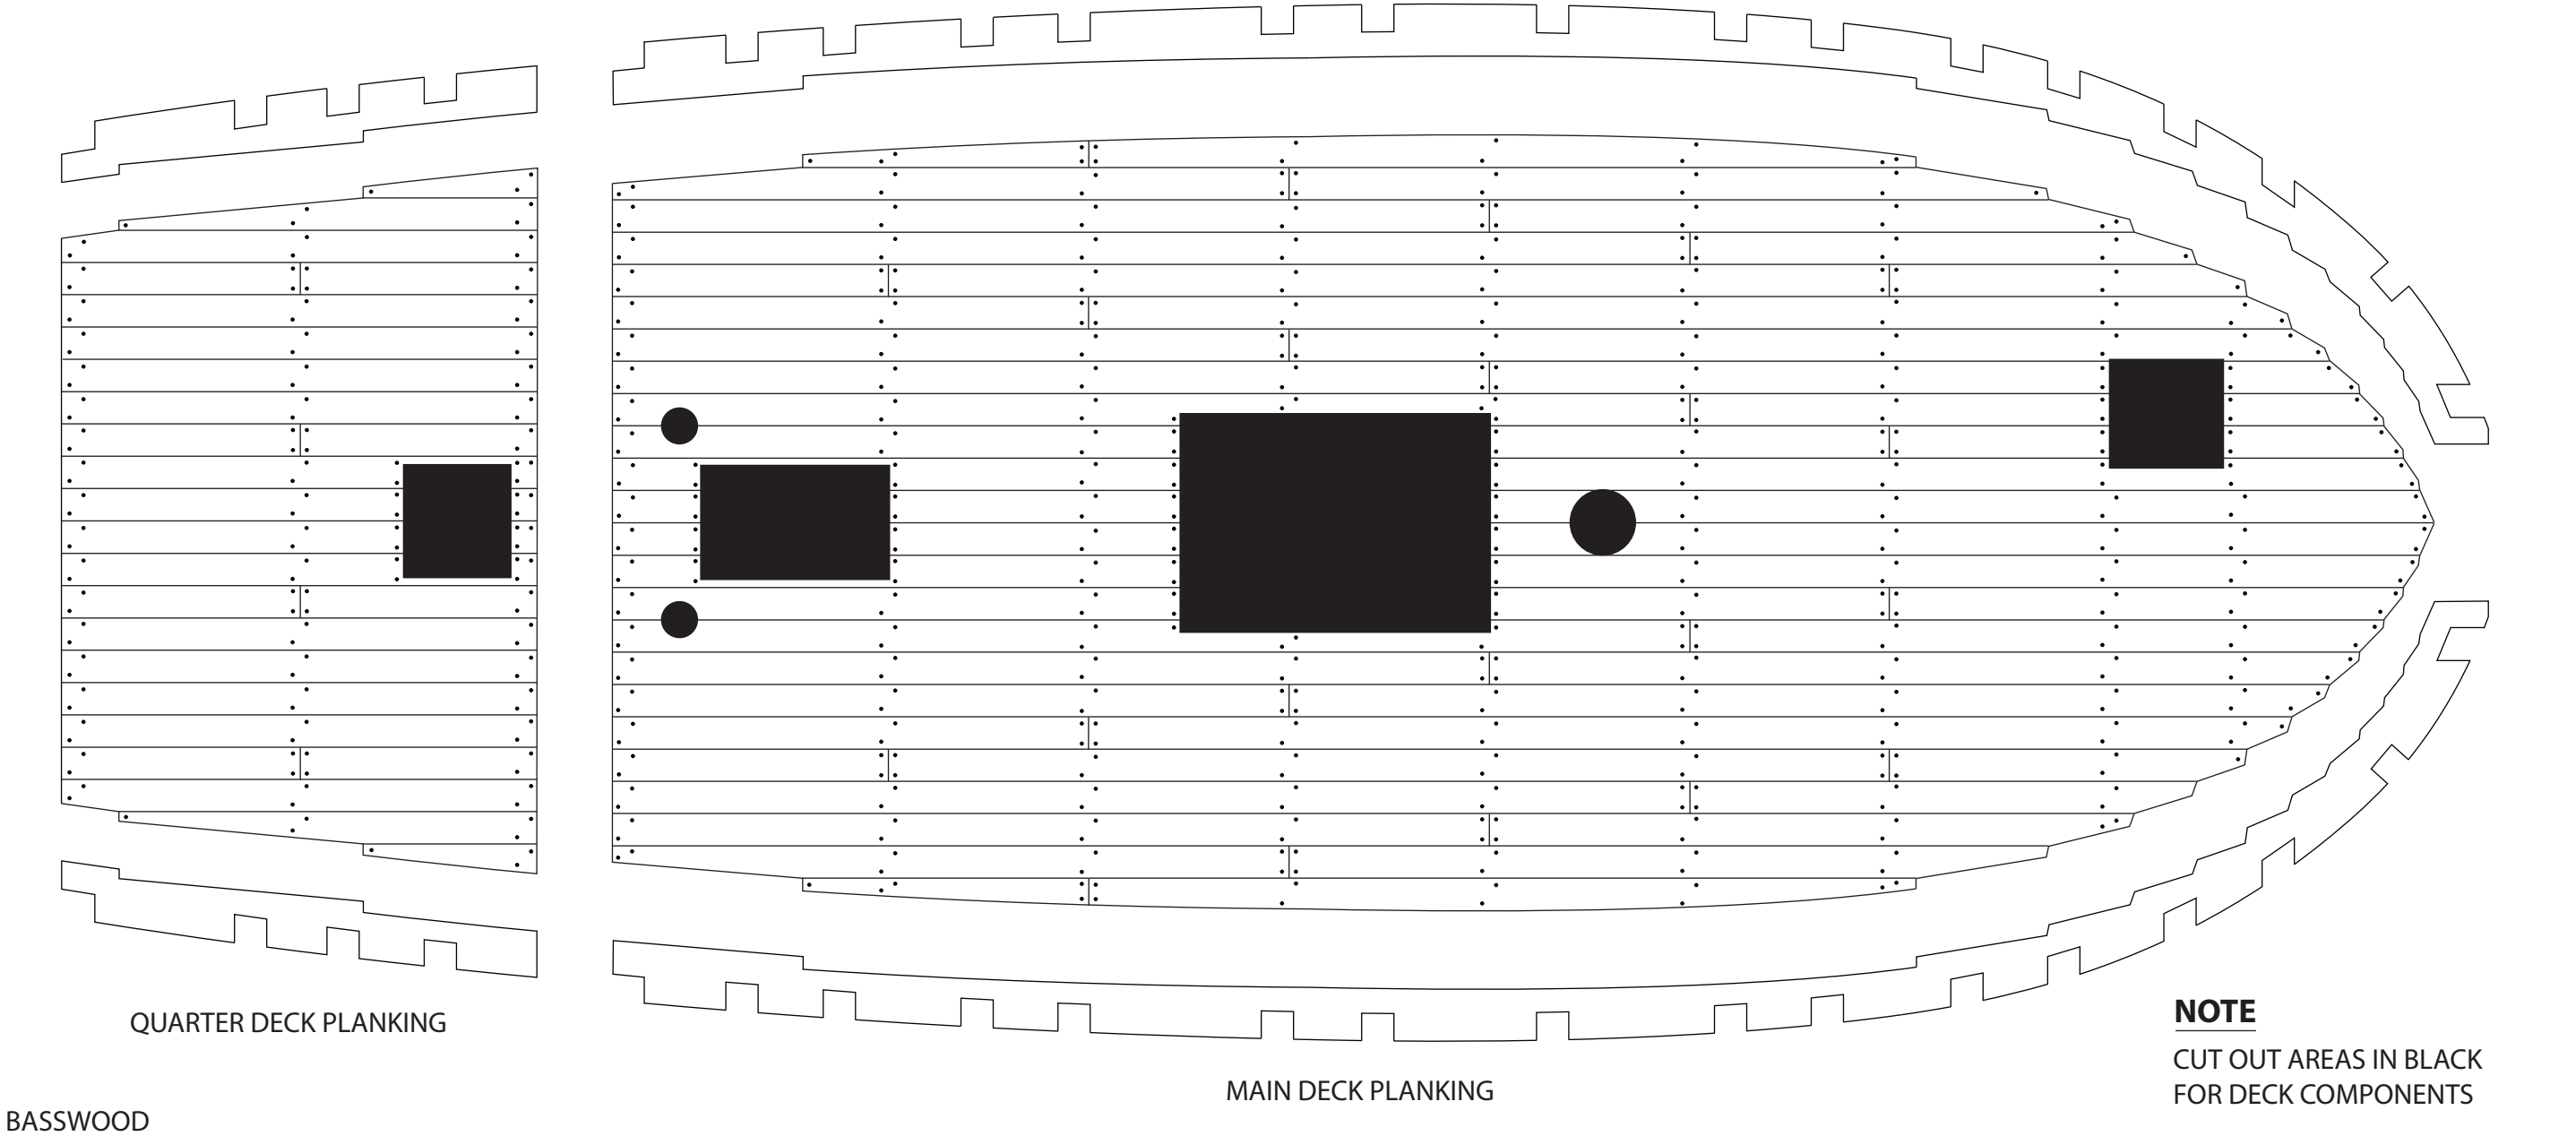 QUARTER DECK PLANKING
MAIN DECK PLANKING
NOTE
CUT OUT AREAS IN BLACK
FOR DECK COMPONENTS
BASSWOOD